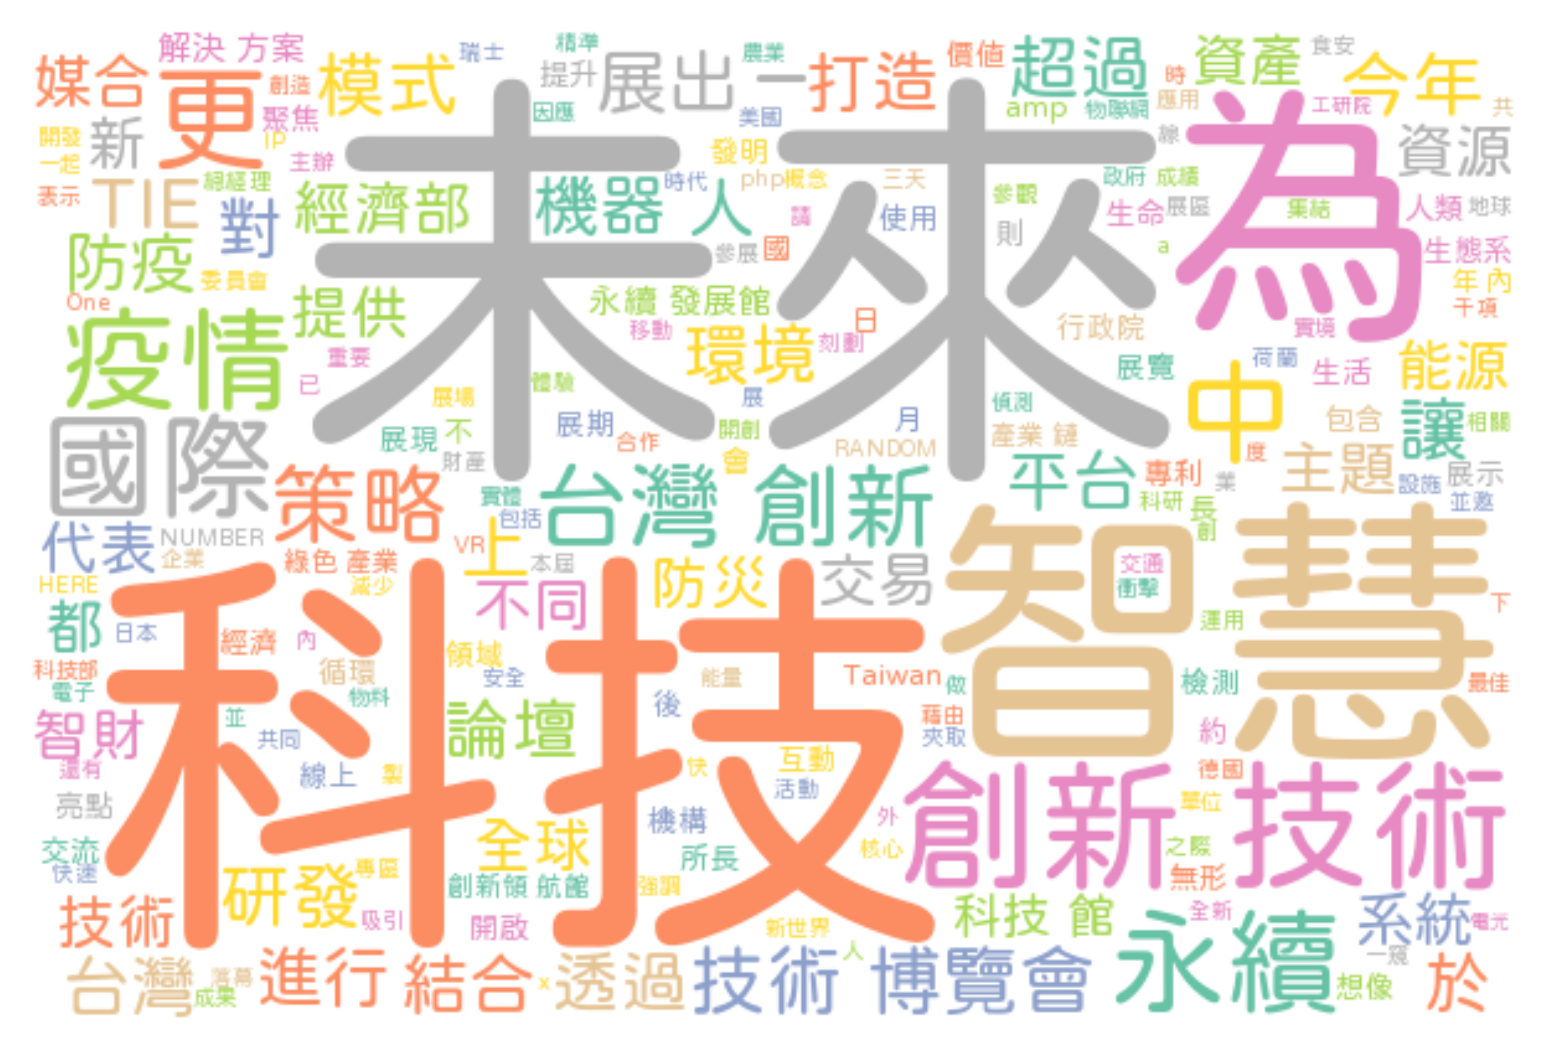 解決 方案
瑞士
精準
農業
價值
超過
資產
食安
媒合
更
創造
模式
提升
展出
一
打造
時
今年
聚焦
因應
美國
amp
物聯網
應用
工研院
共
開發
一起
新
IP
主辦
未來
發明
線
為
資源
表示
TIE
總經理
對
經濟部
機器 人
時代
php
概念
三天
政府
成績
參觀
請
使用
則
生命
展區
集結
人類
地球
防疫
委員會
參展
國
a
生態系
年 內
One
提供
永續 發展館
日
行政院
實境
千項
疫情
重要
移動
環境
刻劃
展覽
荷蘭
生活
能源
已
展場
體驗
展
月
偵測
中
包含
讓
相關
國際
展現
不
展期
合作
開創
RANDOM
產業 鏈
度
財產
會
策略
台灣 創新
平台
專利
業
主題
設施
展示
實體
包括
科研
長
創
並邀
代表
NUMBER
企業
綠色 產業
VR
上
本屆
防災
交易
智慧
交通
衝擊
HERE
減少
不同
下
都
日本
科技
經濟
內
領域
運用
科技部
電子
循環
物料
安全
能量
Taiwan
做
檢測
最佳
智財
並
共同
論壇
後
藉由
夾取
約
還有
線上
製
快
互動
活動
德國
亮點
機構
外
創新 技術
單位
交流
快速
全球
所長
核心
之際
研發
專區
創新領 航館
強調
無形
技術
吸引
開啟
新世界
科技 館
全新
系統
電光
台灣
落幕
成果
進行
結合
x
透過
技術 博覽會
人
永續
一窺
想像
於